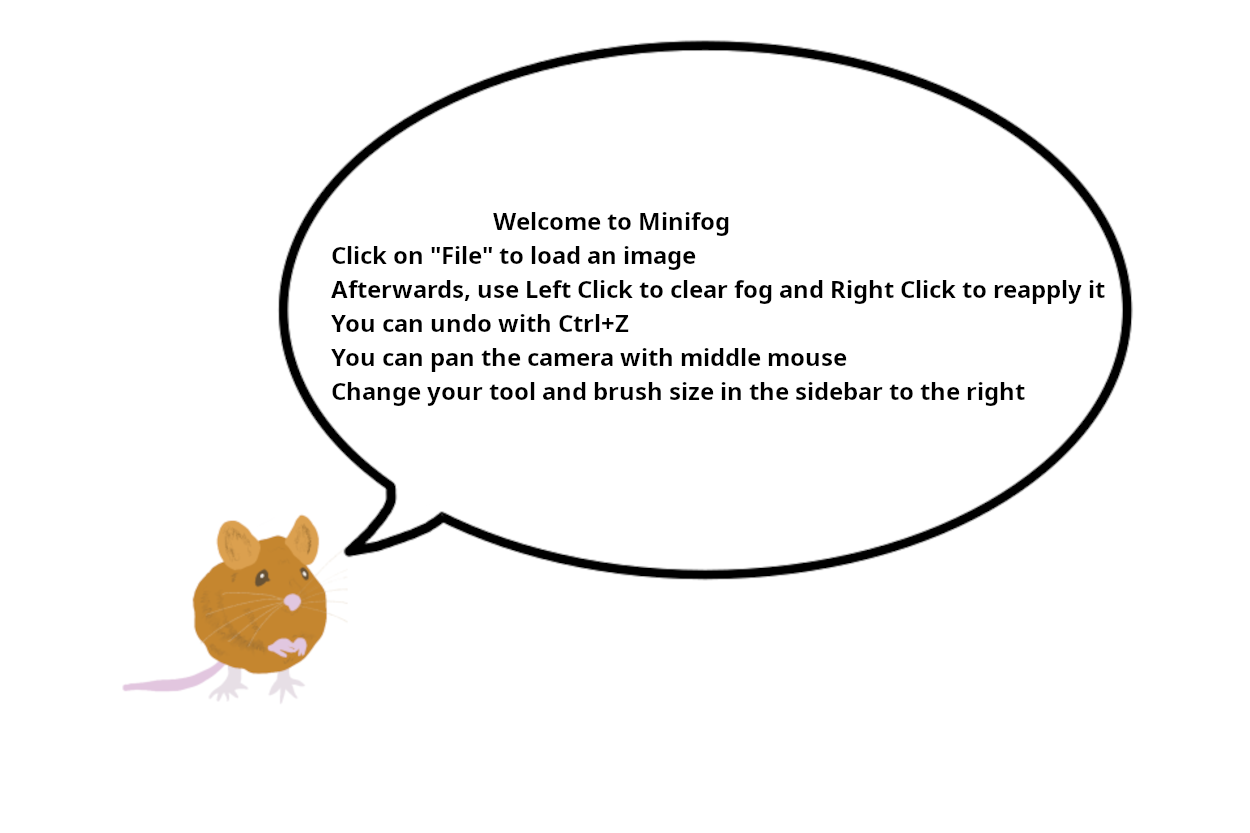 Welcome to Minifog
Click on "File" to load an image
Afterwards, use Left Click to clear fog and Right Click to reapply it
You can undo with Ctrl+Z
You can pan the camera with middle mouse
Change your tool and brush size in the sidebar to the right